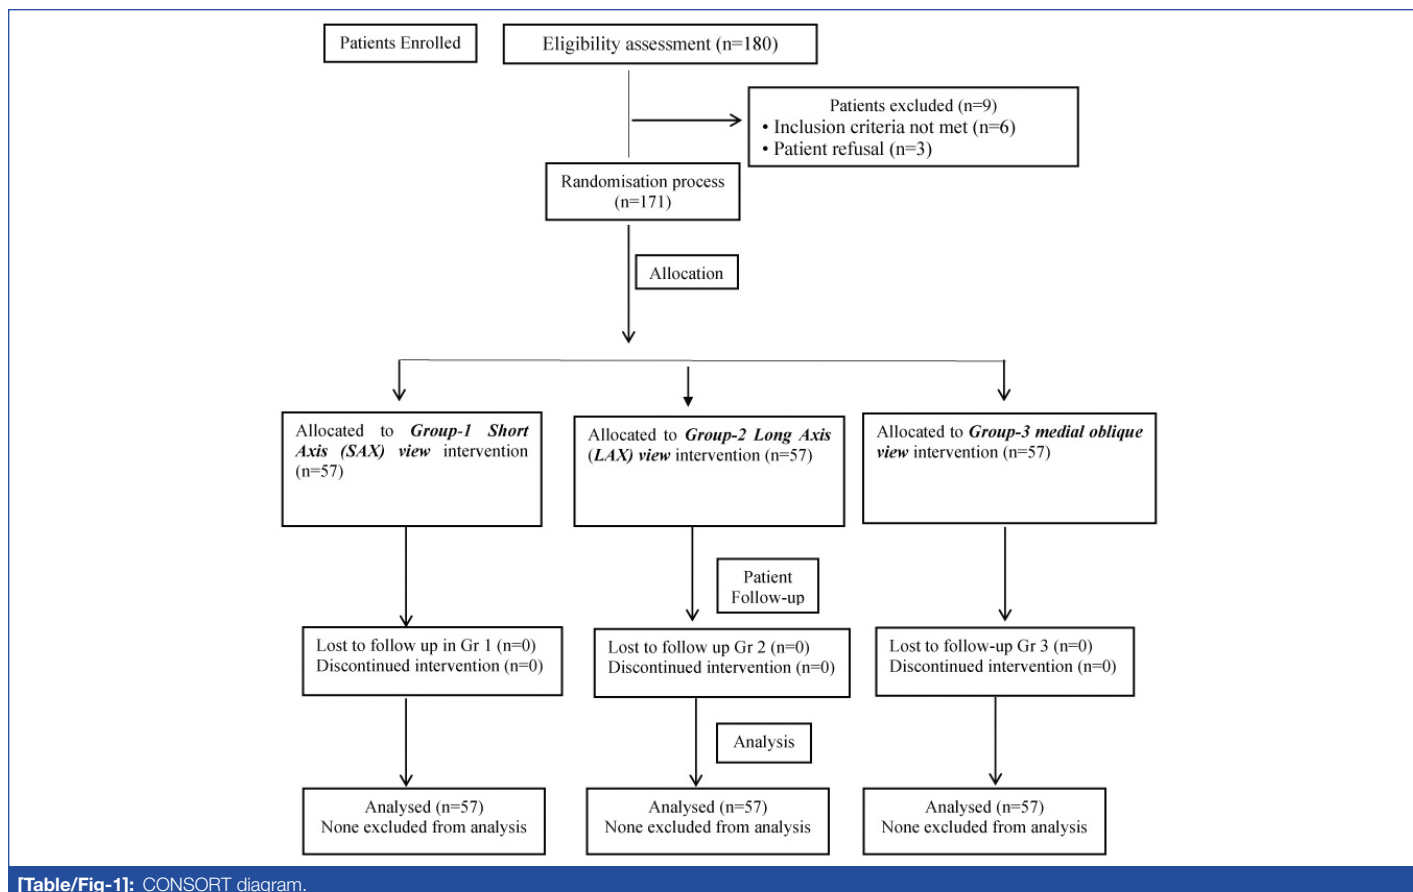 Patients Enrolled
Eligibility assessment (n=180)
Patients excluded (n=9)
• Inclusion criteria not met (n=6)
• Patient refusal (n=3)
Randomisation process
(n=171)
Allocation
Allocated to Group-1 Short
Axis (SAX) view intervention
(n=57)
Allocated to Group-2 Long Axis
(LAX) view intervention (n=57)
Allocated to Group-3 medial oblique
view intervention (n=57)
Patient
Follow-up
Lost to follow up in Gr 1 (n=0)
Discontinued intervention (n=0)
Lost to follow up Gr 2 (n=0)
Discontinued intervention (n=0)
Lost to follow-up Gr 3 (n=0)
Discontinued intervention (n=0)
Analysis
Analysed (n=57)
None excluded from analysis
Analysed (n=57)
None excluded from analysis
Analysed (n=57)
None excluded from analysis
[Table/Fig-1]: CONSORT diagram.